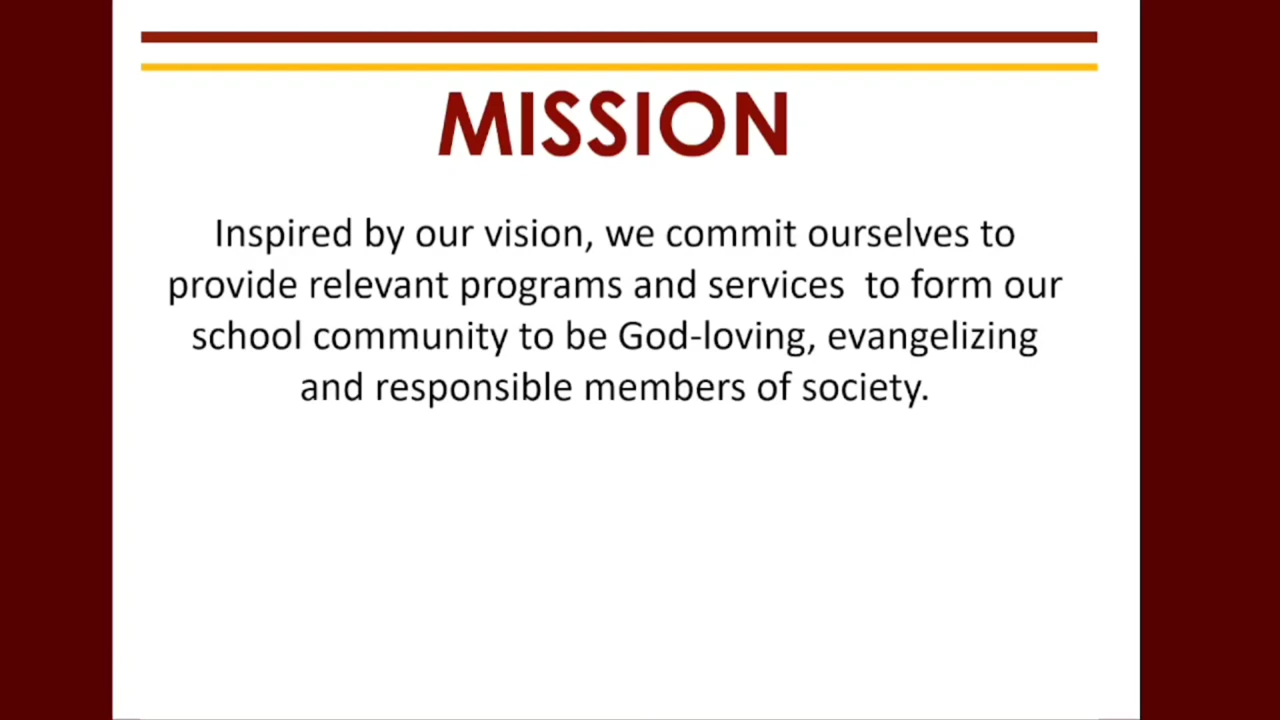 MISSION
Inspired by our vision, we commit ourselves to
provide relevant programs and services  to form our
school community to be God-loving, evangelizing
and responsible members of society.